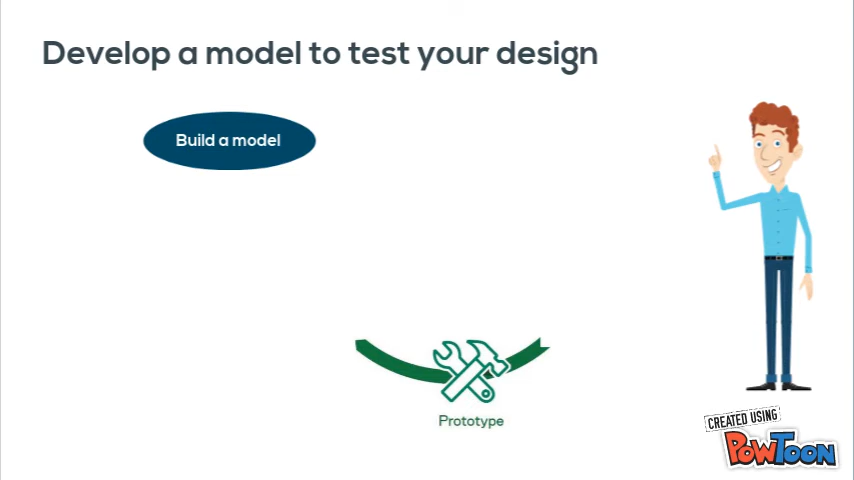 Develop a model to test your design
Build a model
Prototype
CREATED USING
POWTOON